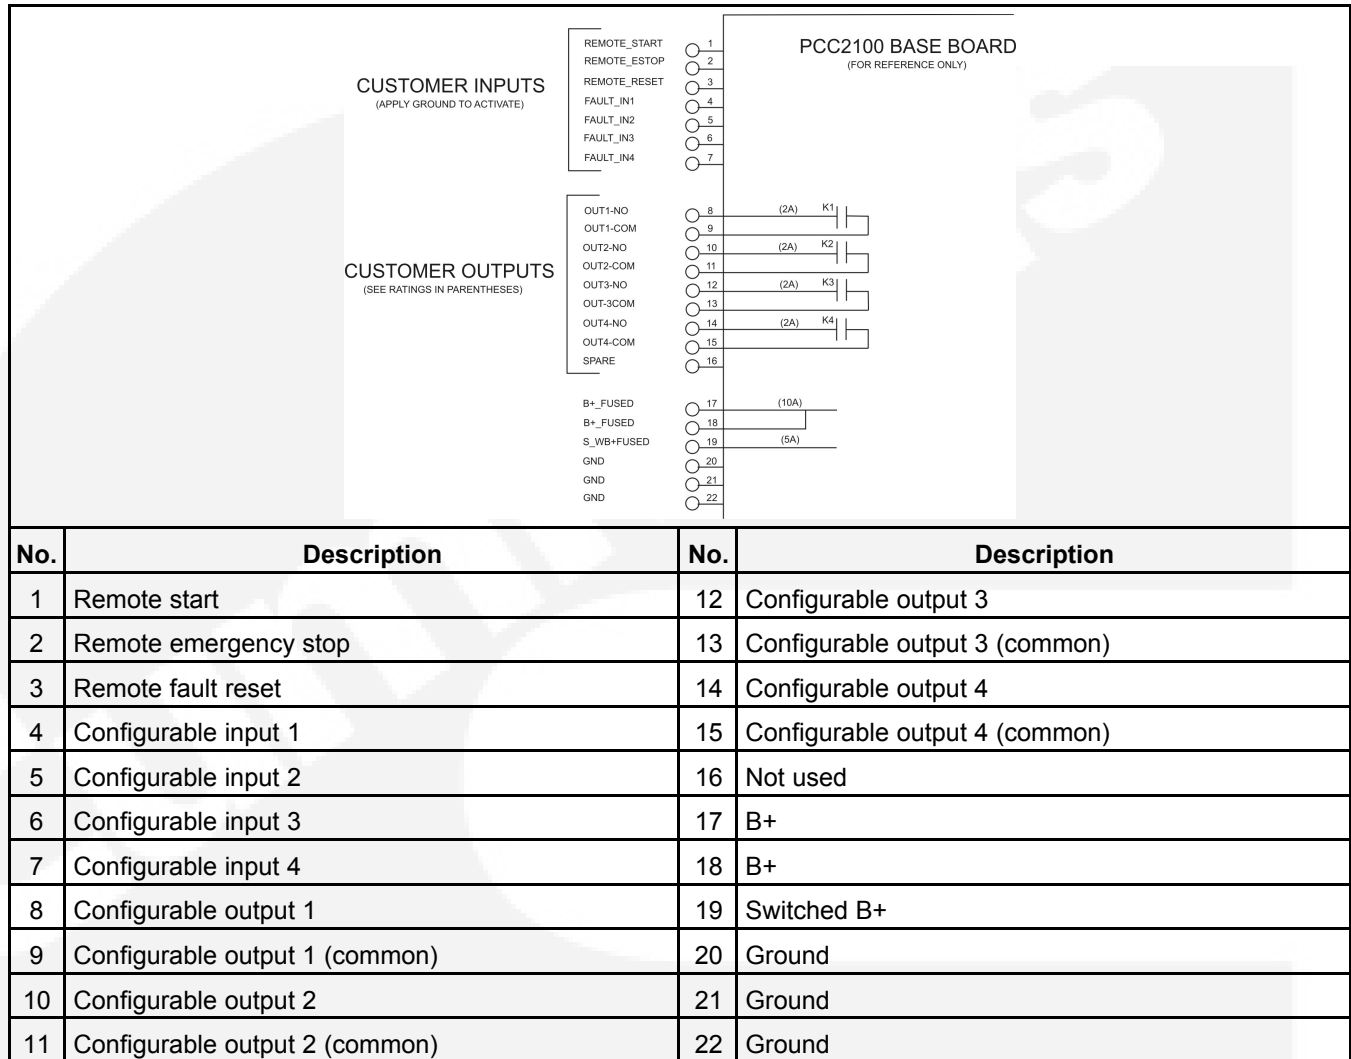 PCC2100 BASE BOARD
(FOR REFERENCE ONLY)
CUSTOMER INPUTS
(APPLY GROUND TO ACTIVATE)
REMOTE_START 1
REMOTE_ESTOP 2
REMOTE_RESET 3
FAULT_IN1 4
FAULT_IN2 5
FAULT_IN3 6
FAULT_IN4 7
CUSTOMER OUTPUTS
(SEE RATINGS IN PARENTHESES)
OUT1-NO 8 (2A) K1
OUT1-COM 9
OUT2-NO 10 (2A) K2
OUT2-COM 11
OUT3-NO 12 (2A) K3
OUT-3COM 13
OUT4-NO 14 (2A) K4
OUT4-COM 15
SPARE 16
B+_FUSED 17 (10A)
B+_FUSED 18
S_WB+FUSED 19 (5A)
GND 20
GND 21
GND 22
No. Description No. Description
1 Remote start 12 Configurable output 3
2 Remote emergency stop 13 Configurable output 3 (common)
3 Remote fault reset 14 Configurable output 4
4 Configurable input 1 15 Configurable output 4 (common)
5 Configurable input 2 16 Not used
6 Configurable input 3 17 B+
7 Configurable input 4 18 B+
8 Configurable output 1 19 Switched B+
9 Configurable output 1 (common) 20 Ground
10 Configurable output 2 21 Ground
11 Configurable output 2 (common) 22 Ground